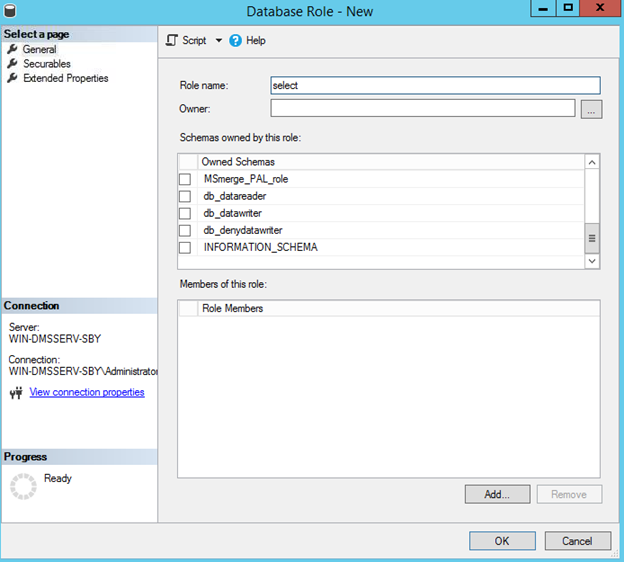 Database Role - New
Select a page
General
Securables
Extended Properties
Script
Help
Role name:
select
Owner:
...
Schemas owned by this role:
Owned Schemas
MSmerge_PAL_role
db_datareader
db_datawriter
db_denydatawriter
INFORMATION_SCHEMA
Members of this role:
Role Members
Connection
Server:
WIN-DMSSERV-SBY
Connection:
WIN-DMSSERV-SBY\Administrator
View connection properties
Progress
Ready
Add...
Remove
OK
Cancel